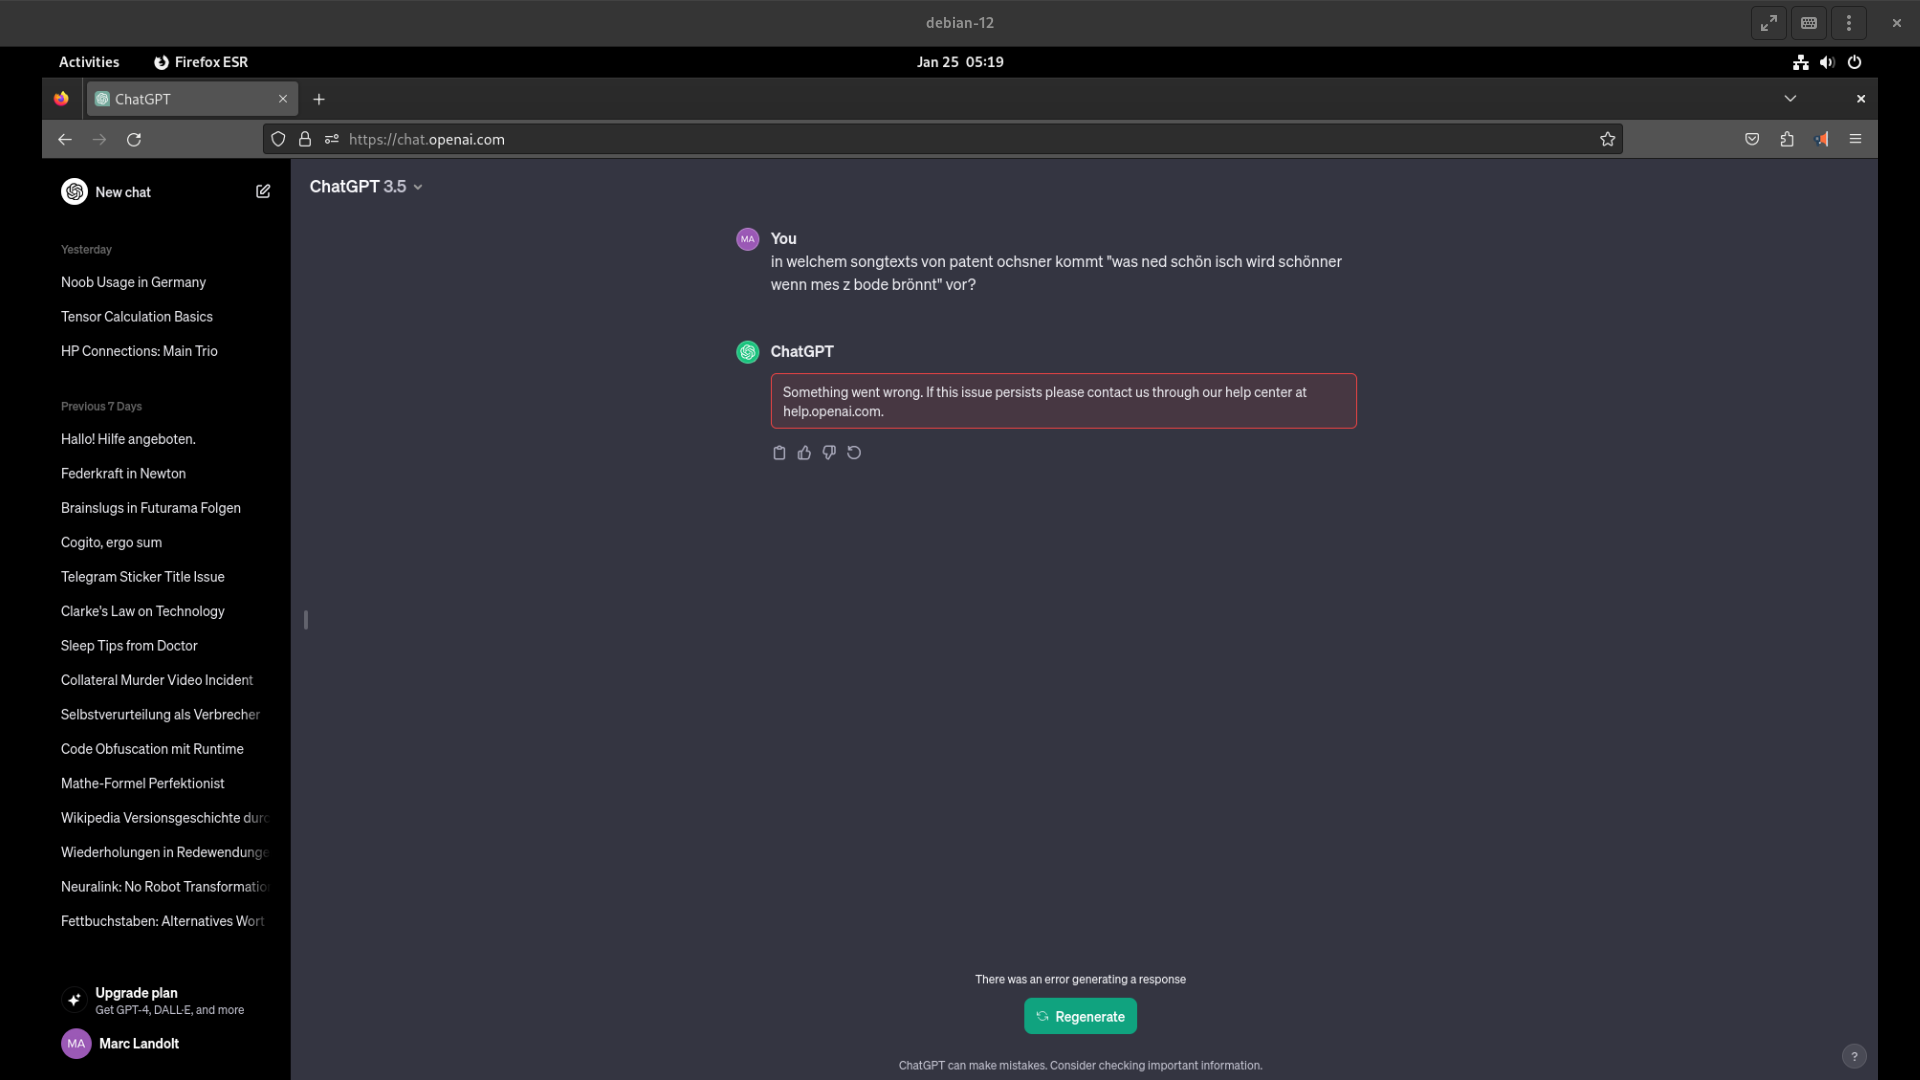 debian-12
Activities
Firefox ESR
Jan 25 05:19
ChatGPT
https://chat.openai.com
New chat
Yesterday
Noob Usage in Germany
Tensor Calculation Basics
HP Connections: Main Trio
Previous 7 Days
Hallo! Hilfe angeboten.
Federkraft in Newton
Brainslugs in Futurama Folgen
Cogito, ergo sum
Telegram Sticker Title Issue
Clarke's Law on Technology
Sleep Tips from Doctor
Collateral Murder Video Incident
Selbstverurteilung als Verbrecher
Code Obfuscation mit Runtime
Mathe-Formel Perfektionist
Wikipedia Versionsgeschichte durc
Wiederholungen in Redewendunge
Neuralink: No Robot Transformatio
Fettbuchstaben: Alternatives Wort
Upgrade plan
Get GPT-4, DALL·E, and more
MA
Marc Landolt
ChatGPT 3.5
MA
You
in welchem songtexts von patent ochsner kommt "was ned schön isch wird schönner
wenn mes z bode brönnt" vor?
ChatGPT
Something went wrong. If this issue persists please contact us through our help center at
help.openai.com.
There was an error generating a response
Regenerate
ChatGPT can make mistakes. Consider checking important information.
?